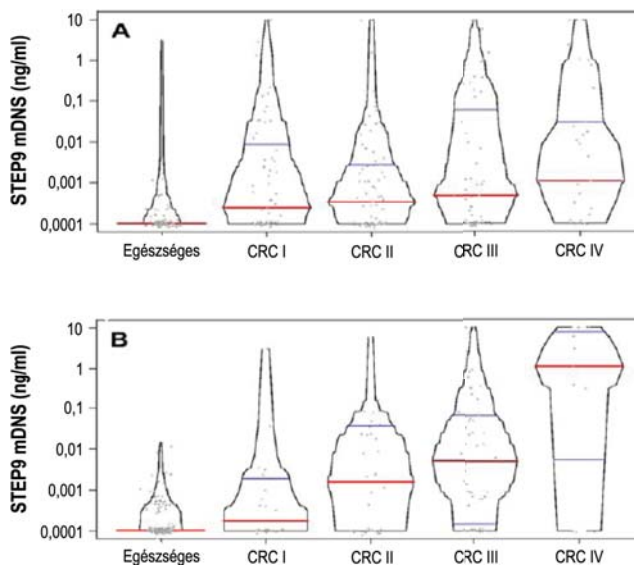 A
STEP9 mDNS (ng/ml)
10
1
0,1
0,01
0,001
0,0001
Egészséges CRC I CRC II CRC III CRC IV
B
STEP9 mDNS (ng/ml)
10
1
0,1
0,01
0,001
0,0001
Egészséges CRC I CRC II CRC III CRC IV